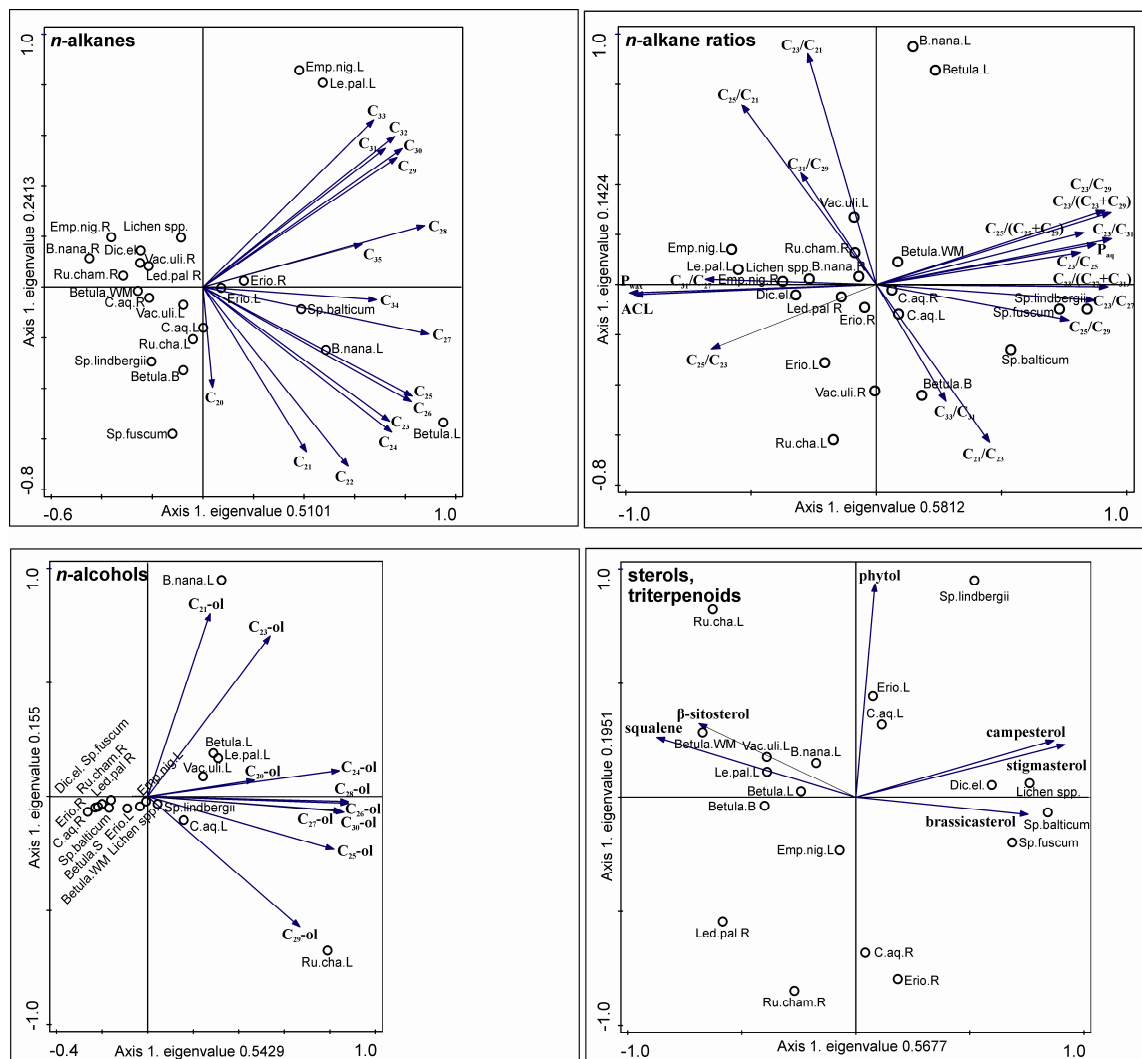 n-alkanes
1.0
Emp.nig.L
Le.pal.L
C33
C32
C31
C30
C29
C28
C35
Emp.nig.R
Lichen spp.
B.nana.R
Dic.el.
Vac.uli.R
Ru.cham.R
Led.pal R
Erio.R
Betula.WM
Erio.L
C.aq.R
C34
Vac.uli.L
Sp.balticum
C.aq.L
C27
Ru.cha.L
B.nana.L
Sp.lindbergii
Betula.B
C20
C25
C26
C23
C24
Betula.L
Sp.fuscum
C21
C22
Axis 1. eigenvalue 0.2413
-0.8
-0.6
Axis 1. eigenvalue 0.5101
1.0
n-alkane ratios
1.0
C23/C21
B.nana.L
Betula.L
C25/C21
C31/C29
C23/C29
C23/(C23+C29)
Vac.uli.L
C23/C31
Emp.nig.L
Ru.cham.R
Betula.WM
Paq
C23/C25
Le.pal.L
Lichen spp.
B.nana.R
Pwax
C31/C27
Emp.nig.R
ACL
Dic.el.
Led.pal R
C.aq.R
Sp.lindbergii
C23/C27
Erio.R
C.aq.L
Sp.fuscum
C25/C29
C25/C23
Sp.balticum
Erio.L
Vac.uli.R
Betula.B
C33/C31
Ru.cha.L
C21/C23
Axis 1. eigenvalue 0.1424
-0.8
-1.0
Axis 1. eigenvalue 0.5812
1.0
n-alcohols
1.0
B.nana.L
C21-ol
C23-ol
Betula.L
Le.pal.L
Vac.uli.L
C20-ol
C24-ol
C28-ol
C26-ol
C27-ol
C30-ol
C25-ol
Dic.el, Sp.fuscum
Ru.cham.R
Led.pal R
Emp.nig.L
Erio.R
C.aq.R
Sp.balticum
Betula.S Erio.L
Betula.WM Lichen spp.
Sp.lindbergii
C.aq.L
C29-ol
Ru.cha.L
Axis 1. eigenvalue 0.155
-1.0
-0.4
Axis 1. eigenvalue 0.5429
1.0
sterols,
triterpenoids
1.0
phytol
Sp.lindbergii
Ru.cha.L
Erio.L
β-sitosterol
C.aq.L
squalene
Betula.WM
campesterol
Vac.uli.L
B.nana.L
stigmasterol
Le.pal.L
Betula.L
Dic.el.
Lichen spp.
Betula.B
brassicasterol
Sp.balticum
Emp.nig.L
Sp.fuscum
Led.pal.R
C.aq.R
Erio.R
Ru.cham.R
Axis 1. eigenvalue 0.1951
-1.0
-1.0
Axis 1. eigenvalue 0.5677
1.0